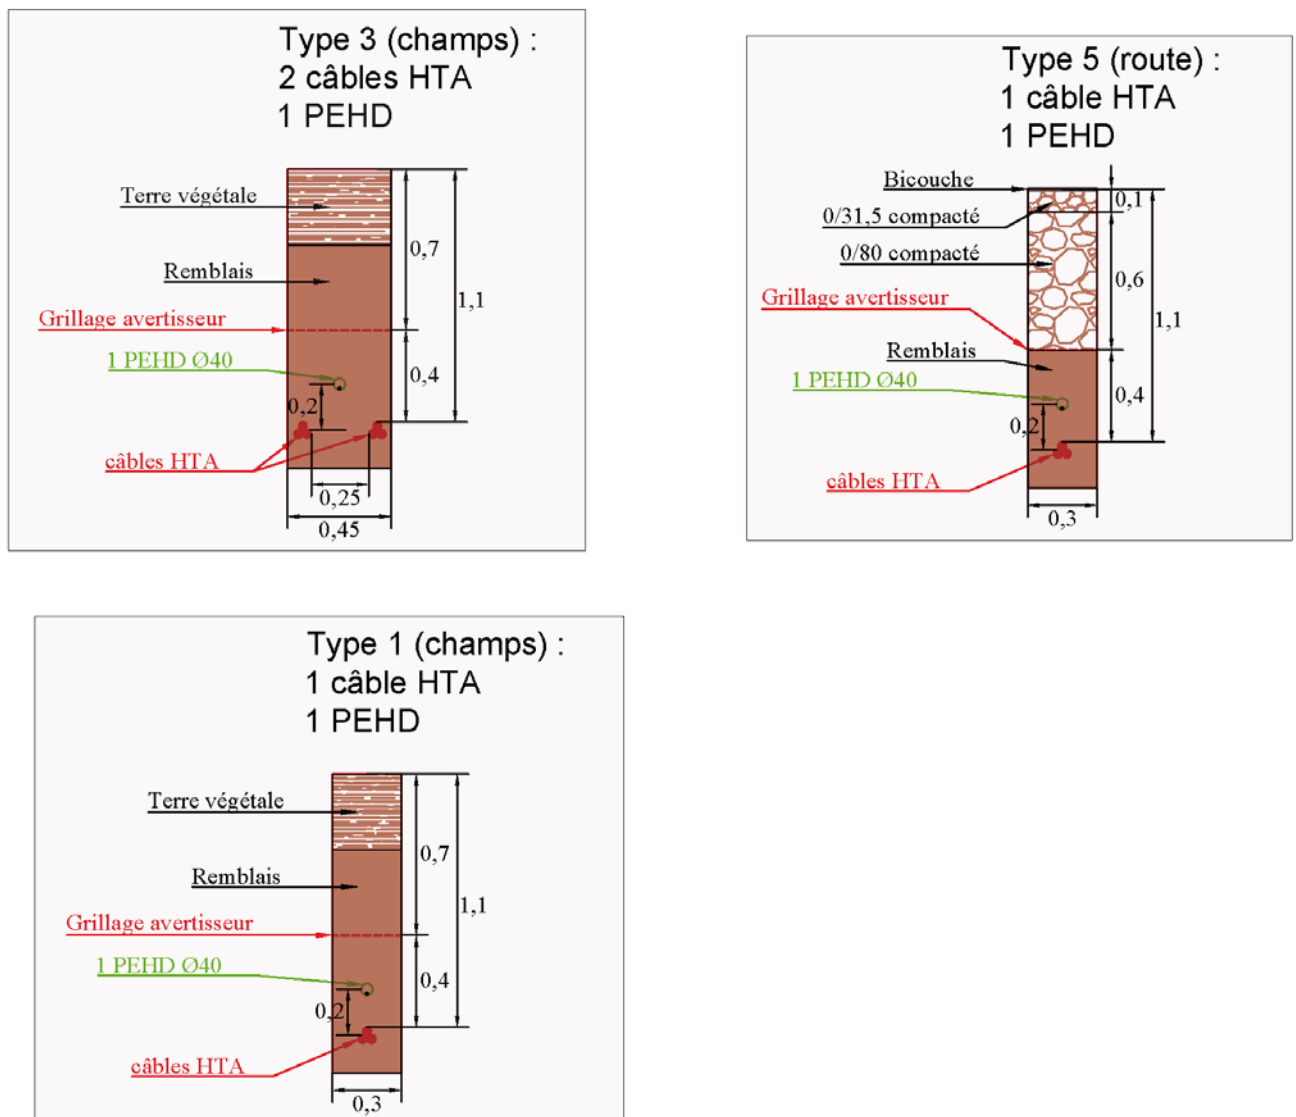 Type 3 (champs) :
2 câbles HTA
1 PEHD
Terre végétale
0,7
Remblais
1,1
Grillage avertisseur
1 PEHD Ø40
0,4
0,2
câbles HTA
0,25
0,45
Type 5 (route) :
1 câble HTA
1 PEHD
Bicouche
0,1
0/31,5 compacté
0/80 compacté
0,6
Grillage avertisseur
1,1
Remblais
1 PEHD Ø40
0,4
0,2
câbles HTA
0,3
Type 1 (champs) :
1 câble HTA
1 PEHD
Terre végétale
0,7
Remblais
1,1
Grillage avertisseur
1 PEHD Ø40
0,4
0,2
câbles HTA
0,3